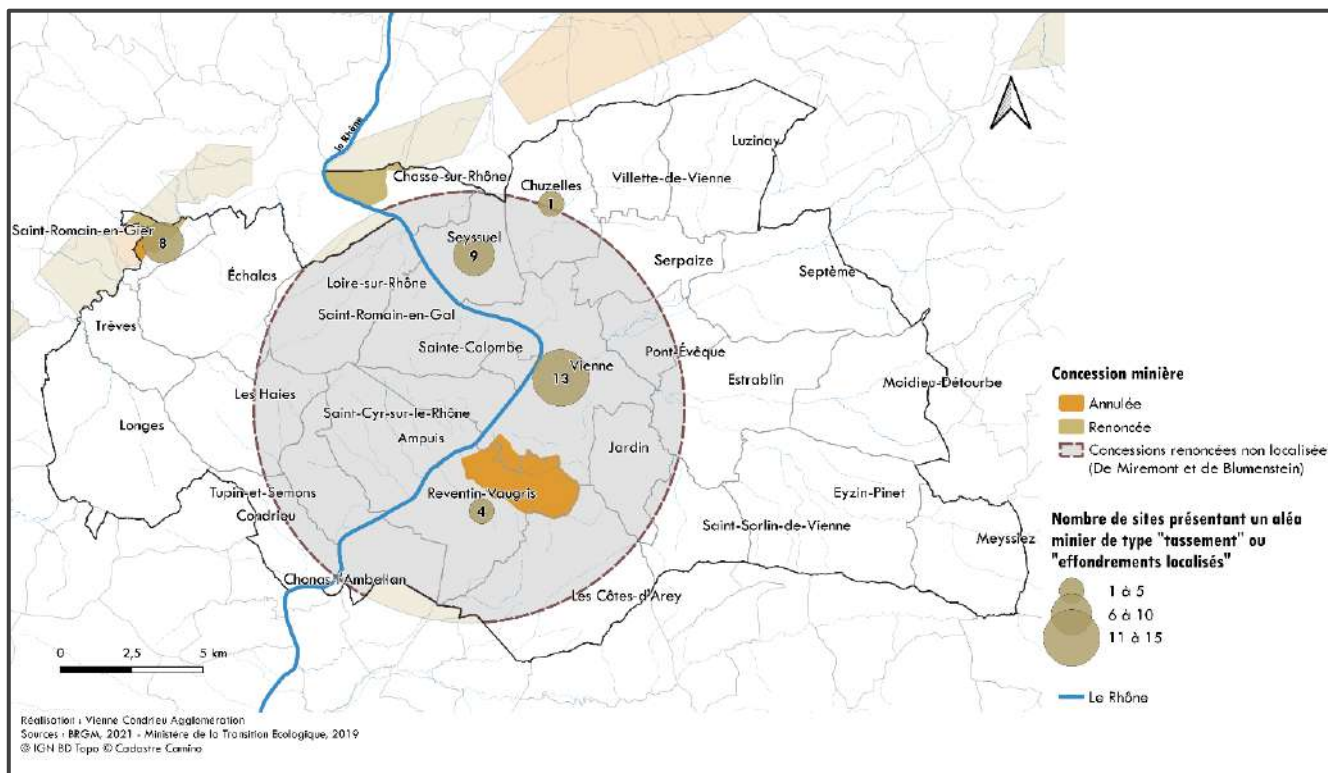 le Rhône
Luzinay
Chasse-sur-Rhône
Villette-de-Vienne
Chuzelles
1
Saint-Romain-en-Gier
8
Seyssuel
9
Serpaize
Septème
Échalas
Loire-sur-Rhône
Saint-Romain-en-Gal
Trèves
Sainte-Colombe
Pont-Évêque
Vienne
13
Estrablin
Moidieu-Détourbe
Les Haies
Saint-Cyr-sur-le-Rhône
Longes
Ampuis
Jardin
Tupin-et-Semons
Reventin-Vaugris
4
Eyzin-Pinet
Condrieu
Saint-Sorlin-de-Vienne
Meyssiez
Chonas-l'Amballan
Les Côtes-d'Arey
Concession minière
Annulée
Renoncée
Concessions renoncées non localisée
(De Miremont et de Blumenstein)
Nombre de sites présentant un aléa
minier de type "tassement" ou
"effondrements localisés"
1 à 5
6 à 10
11 à 15
Le Rhône
0 2,5 5 km
Réalisation : Vienne Condrieu Agglomération
Sources : BRGM, 2021 - Ministère de la Transition Ecologique, 2019
@ IGN BD Topo © Cadastre Camino